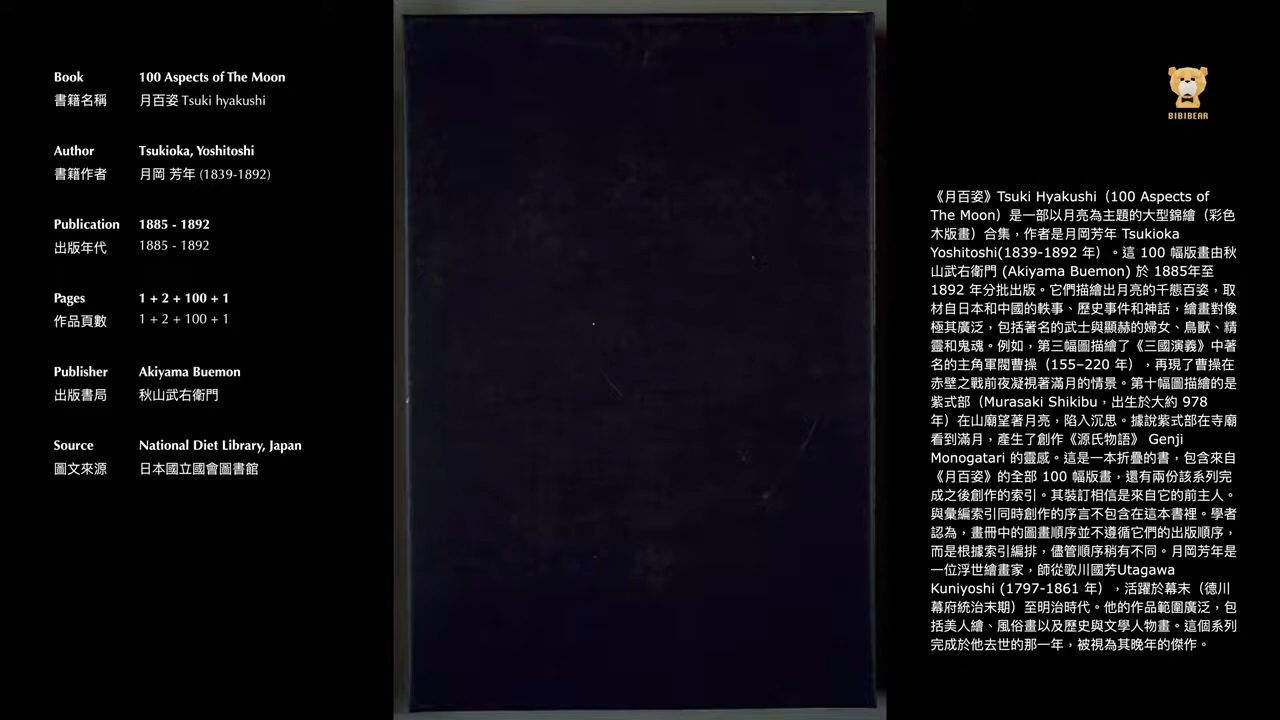 Book 100 Aspects of The Moon
書籍名稱 月百姿 Tsuki hyakushi
Author Tsukioka, Yoshitoshi
書籍作者 月岡 芳年 (1839-1892)
Publication 1885 - 1892
出版年代 1885 - 1892
Pages 1 + 2 + 100 + 1
作品頁數 1 + 2 + 100 + 1
Publisher Akiyama Buemon
出版書局 秋山武右衛門
Source National Diet Library, Japan
圖文來源 日本國立國會圖書館
BIBIBEAR
《月百姿》Tsuki Hyakushi（100 Aspects of
The Moon）是一部以月亮為主題的大型錦繪（彩色
木版畫）合集，作者是月岡芳年 Tsukioka
Yoshitoshi(1839-1892 年）。這 100 幅版畫由秋
山武右衛門 (Akiyama Buemon) 於 1885年至
1892 年分批出版。它們描繪出月亮的千態百姿，取
材自日本和中國的軼事、歷史事件和神話，繪畫對像
極其廣泛，包括著名的武士與顯赫的婦女、鳥獸、精
靈和鬼魂。例如，第三幅圖描繪了《三國演義》中著
名的主角軍閥曹操（155–220 年），再現了曹操在
赤壁之戰前夜凝視著滿月的情景。第十幅圖描繪的是
紫式部（Murasaki Shikibu，出生於大約 978
年）在山廟望著月亮，陷入沉思。據說紫式部在寺廟
看到滿月，產生了創作《源氏物語》 Genji
Monogatari 的靈感。這是一本折疊的書，包含來自
《月百姿》的全部 100 幅版畫，還有兩份該系列完
成之後創作的索引。其裝訂相信是來自它的前主人。
與彙編索引同時創作的序言不包含在這本書裡。學者
認為，畫冊中的圖畫順序並不遵循它們的出版順序，
而是根據索引編排，儘管順序稍有不同。月岡芳年是
一位浮世繪畫家，師從歌川國芳Utagawa
Kuniyoshi (1797-1861 年），活躍於幕末（德川
幕府統治末期）至明治時代。他的作品範圍廣泛，包
括美人繪、風俗畫以及歷史與文學人物畫。這個系列
完成於他去世的那一年，被視為其晚年的傑作。